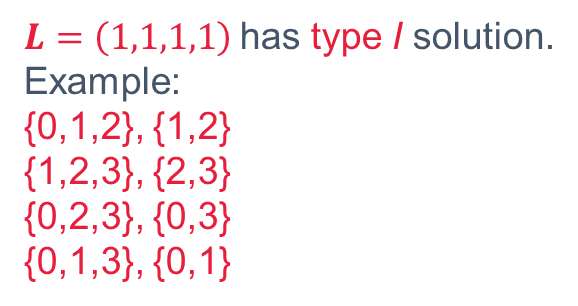 L = (1,1,1,1) has type I solution.
Example:
{0,1,2}, {1,2}
{1,2,3}, {2,3}
{0,2,3}, {0,3}
{0,1,3}, {0,1}